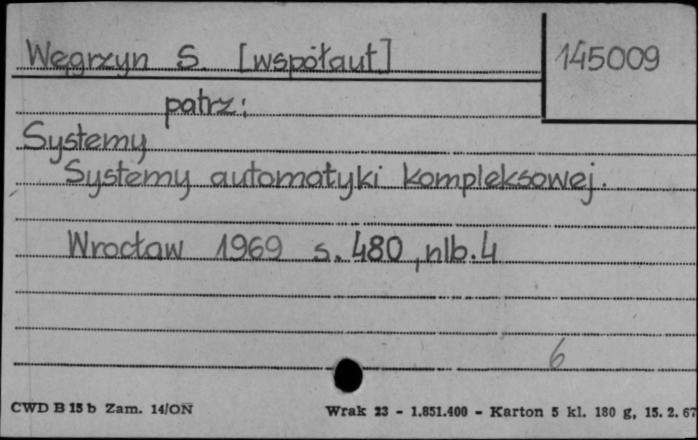 Węgrzyn S. [współaut]
145009
patrz:
Systemy
Systemy automatyki kompleksowej.
Wrocław 1969 s. 480, nlb. 4
6
CWD B 15 b Zam. 14/ON
Wrak 23 - 1.851.400 - Karton 5 kl. 180 g, 15. 2. 67